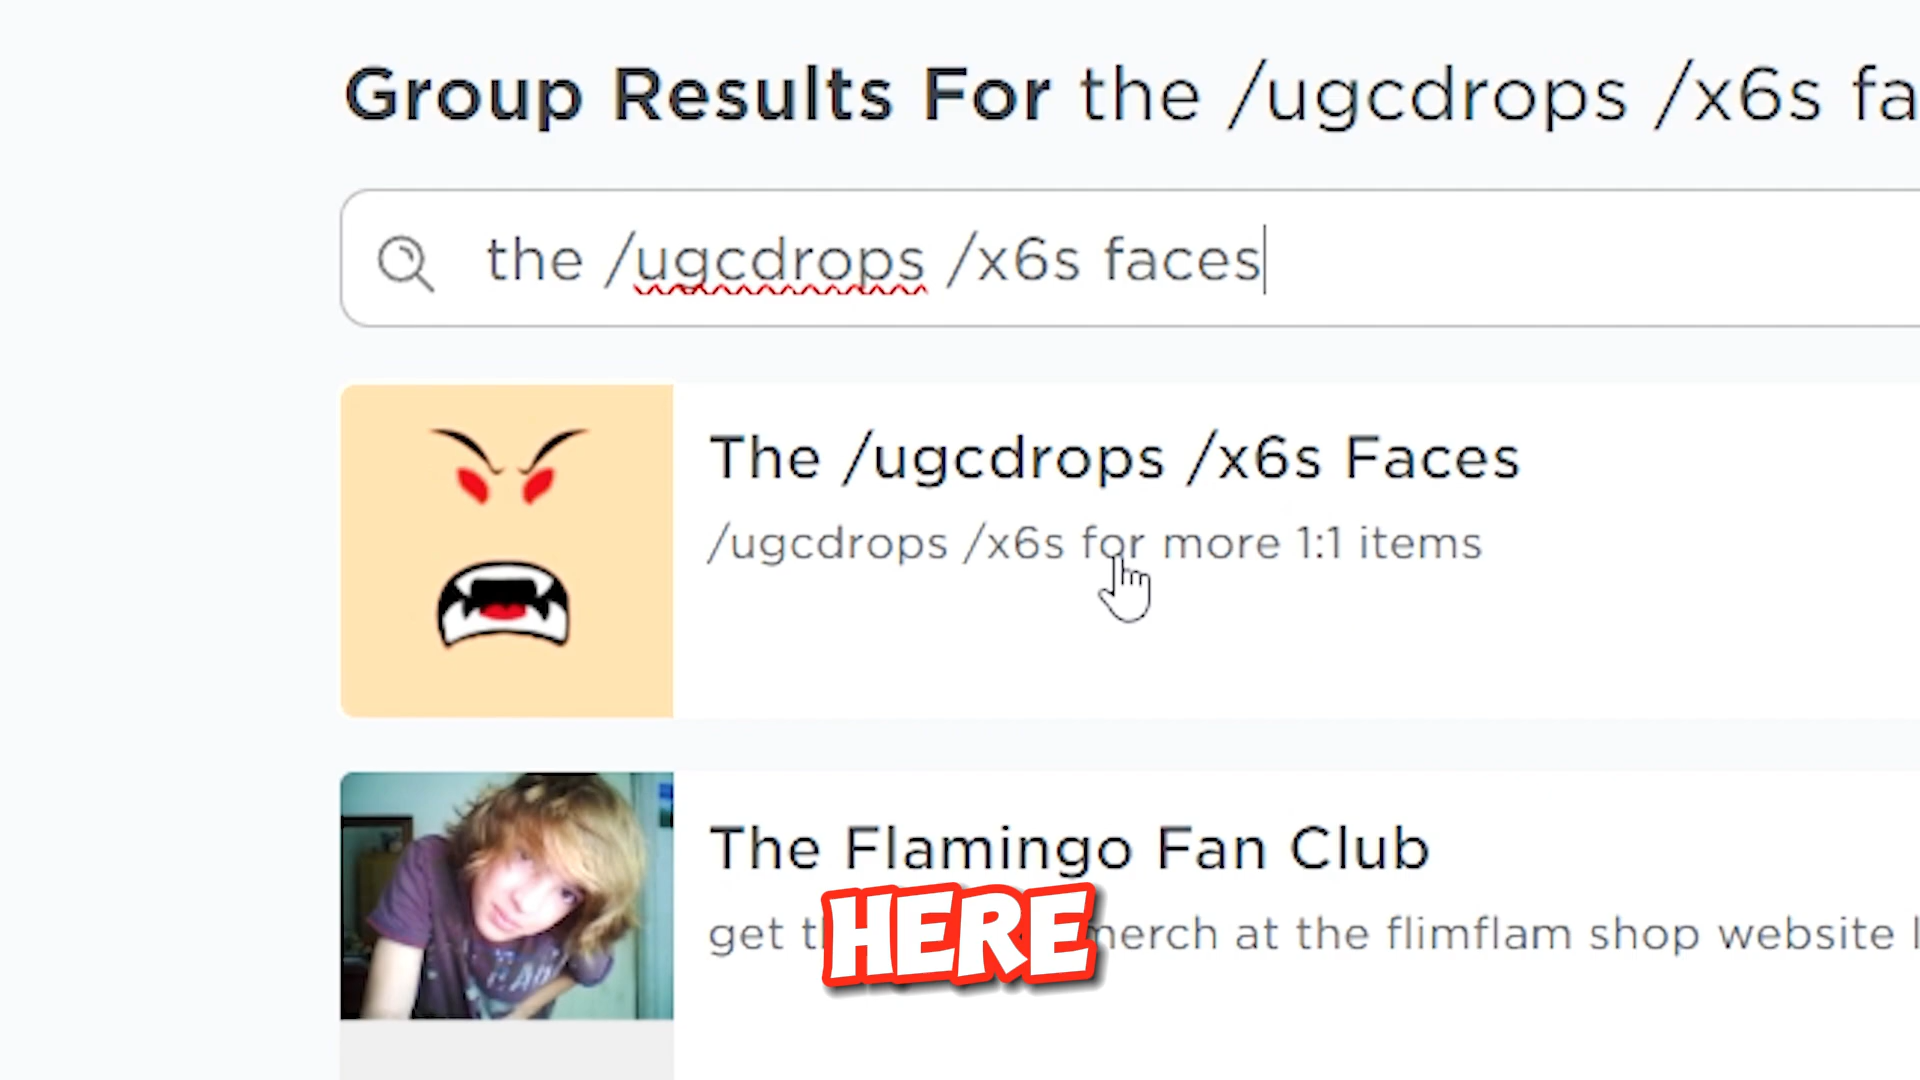 Group Results For the /ugcdrops /x6s fa
the /ugcdrops /x6s faces
The /ugcdrops /x6s Faces
/ugcdrops /x6s for more 1:1 items
The Flamingo Fan Club
get merch at the flimflam shop website
HERE